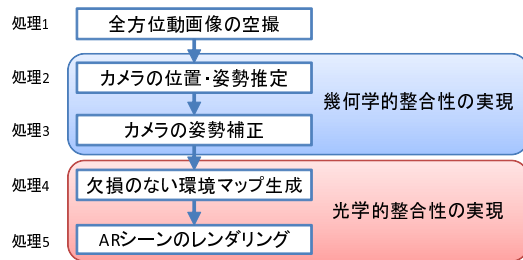 処理1 全方位動画像の空撮
処理2 カメラの位置・姿勢推定
幾何学的整合性の実現
処理3 カメラの姿勢補正
処理4 欠損のない環境マップ生成
光学的整合性の実現
処理5 ARシーンのレンダリング